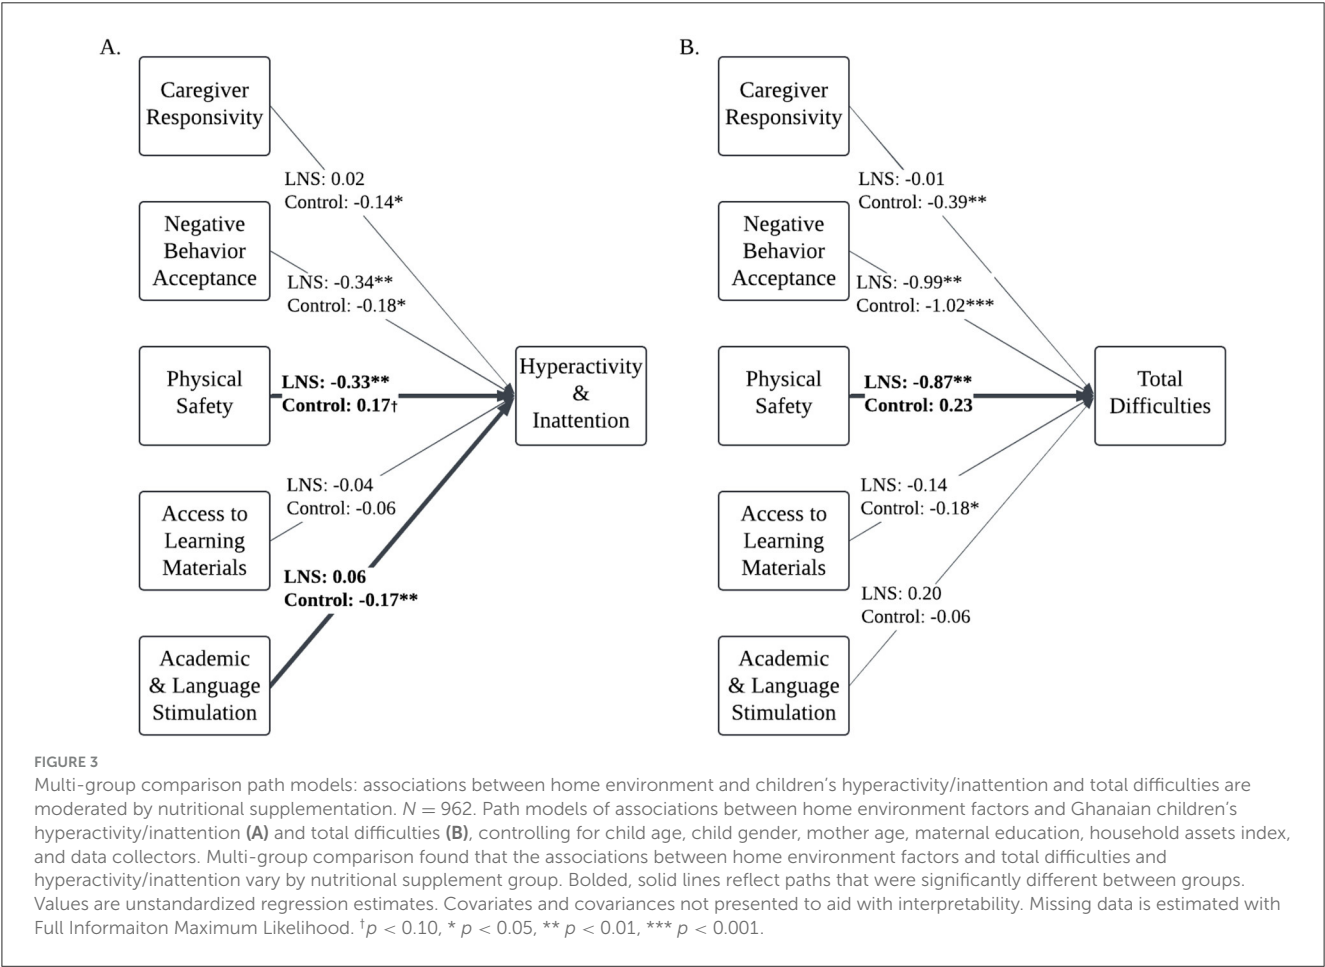 A.
Caregiver
Responsivity
LNS: 0.02
Control: -0.14*
Negative
Behavior
Acceptance
LNS: -0.34**
Control: -0.18*
Physical
Safety
LNS: -0.33**
Control: 0.17†
Hyperactivity
&
Inattention
Access to
Learning
Materials
LNS: -0.04
Control: -0.06
LNS: 0.06
Control: -0.17**
Academic
& Language
Stimulation
B.
Caregiver
Responsivity
LNS: -0.01
Control: -0.39**
Negative
Behavior
Acceptance
LNS: -0.99**
Control: -1.02***
Physical
Safety
LNS: -0.87**
Control: 0.23
Total
Difficulties
Access to
Learning
Materials
LNS: -0.14
Control: -0.18*
LNS: 0.20
Control: -0.06
Academic
& Language
Stimulation
FIGURE 3
Multi-group comparison path models: associations between home environment and children's hyperactivity/inattention and total difficulties are
moderated by nutritional supplementation. N = 962. Path models of associations between home environment factors and Ghanaian children's
hyperactivity/inattention (A) and total difficulties (B), controlling for child age, child gender, mother age, maternal education, household assets index,
and data collectors. Multi-group comparison found that the associations between home environment factors and total difficulties and
hyperactivity/inattention vary by nutritional supplement group. Bolded, solid lines reflect paths that were significantly different between groups.
Values are unstandardized regression estimates. Covariates and covariances not presented to aid with interpretability. Missing data is estimated with
Full Informaiton Maximum Likelihood. †p < 0.10, * p < 0.05, ** p < 0.01, *** p < 0.001.